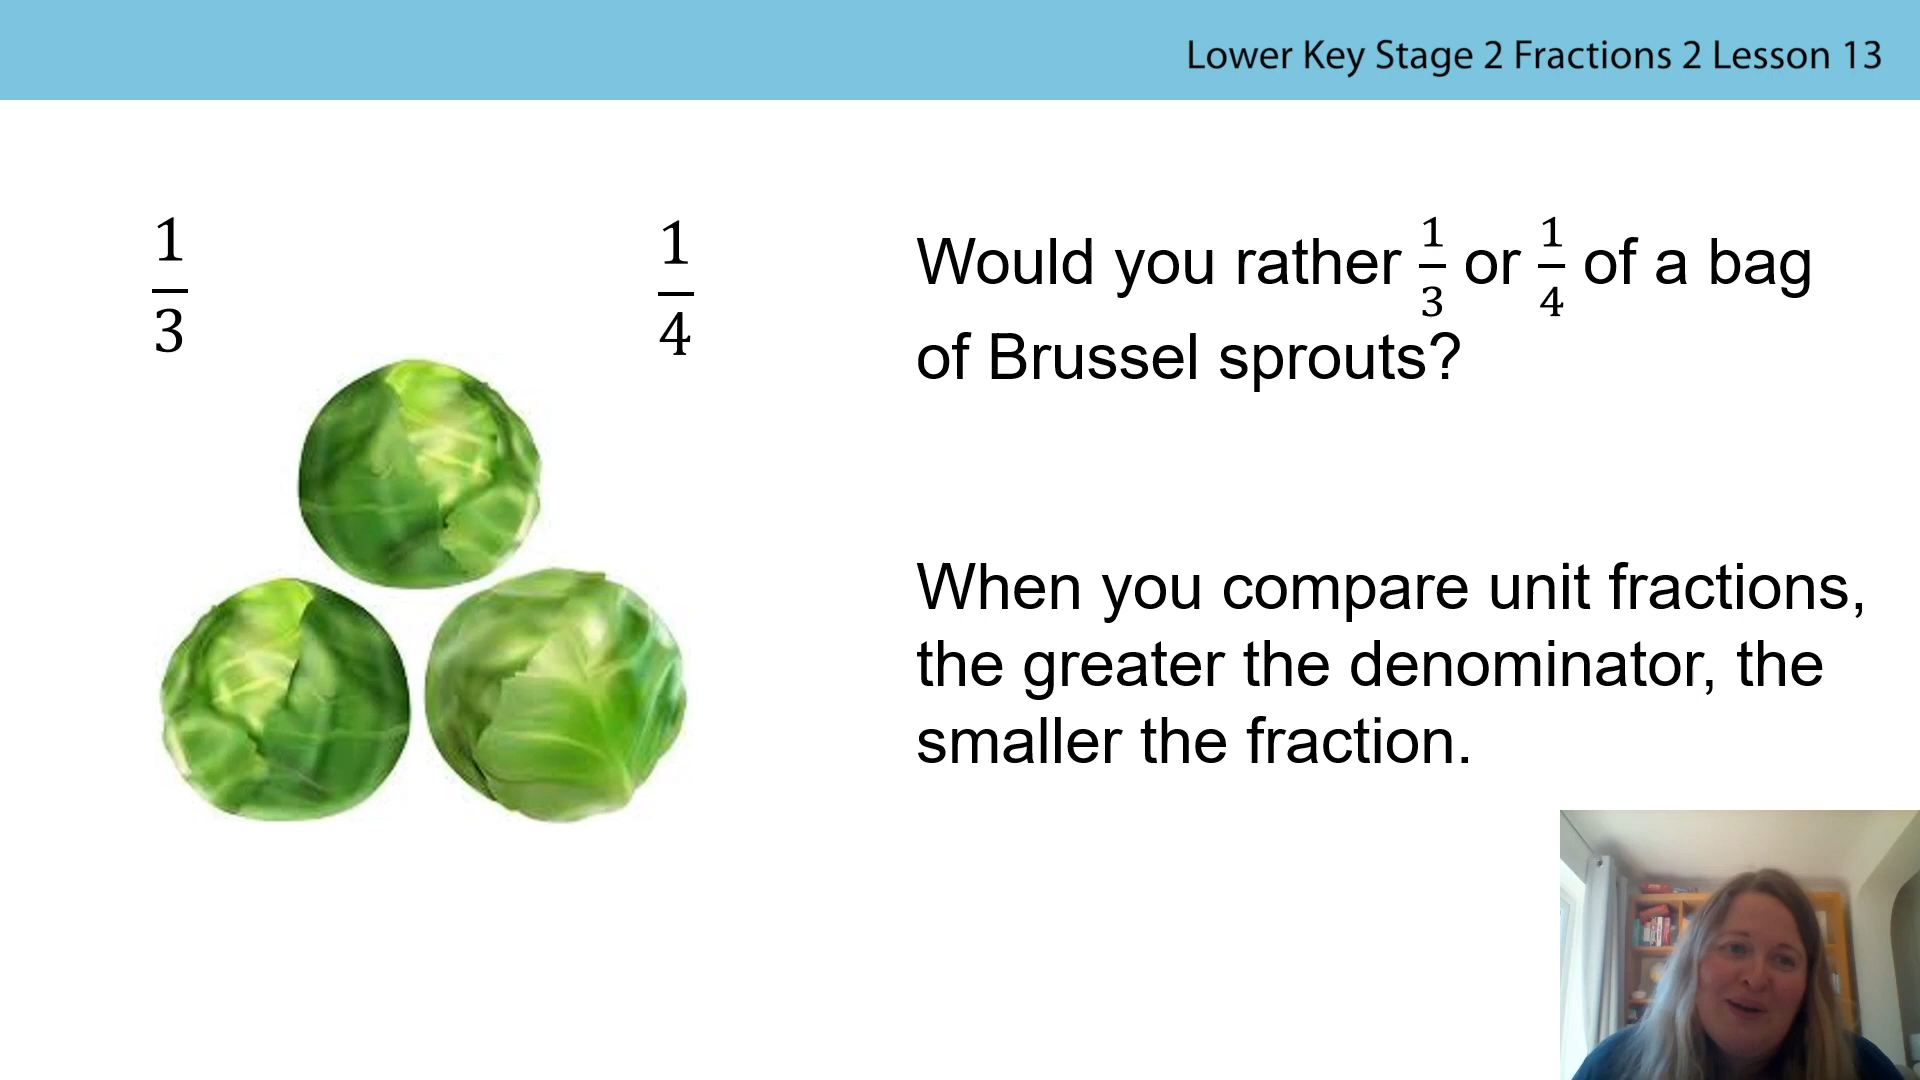 Lower Key Stage 2 Fractions 2 Lesson 13
1/3 1/4
Would you rather 1/3 or 1/4 of a bag
of Brussel sprouts?
When you compare unit fractions,
the greater the denominator, the
smaller the fraction.